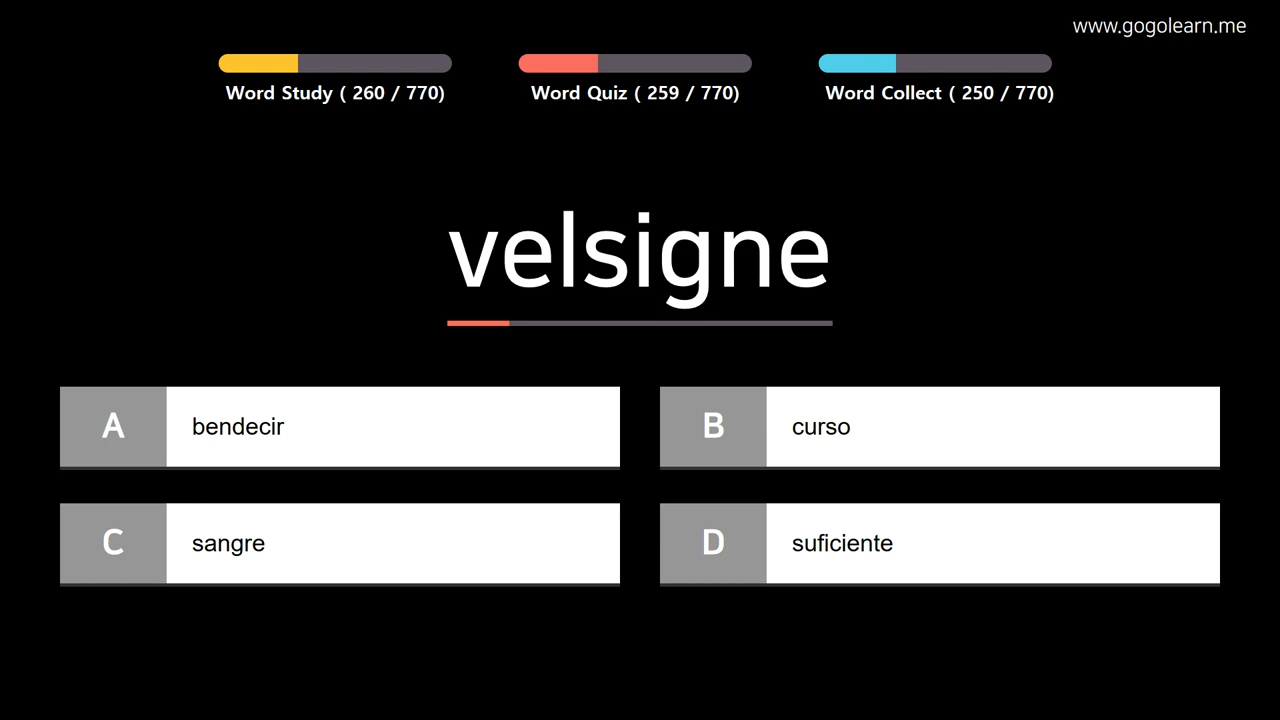 www.gogolearn.me
Word Study ( 260 / 770)
Word Quiz ( 259 / 770)
Word Collect ( 250 / 770)
velsigne
A bendecir
B curso
C sangre
D suficiente